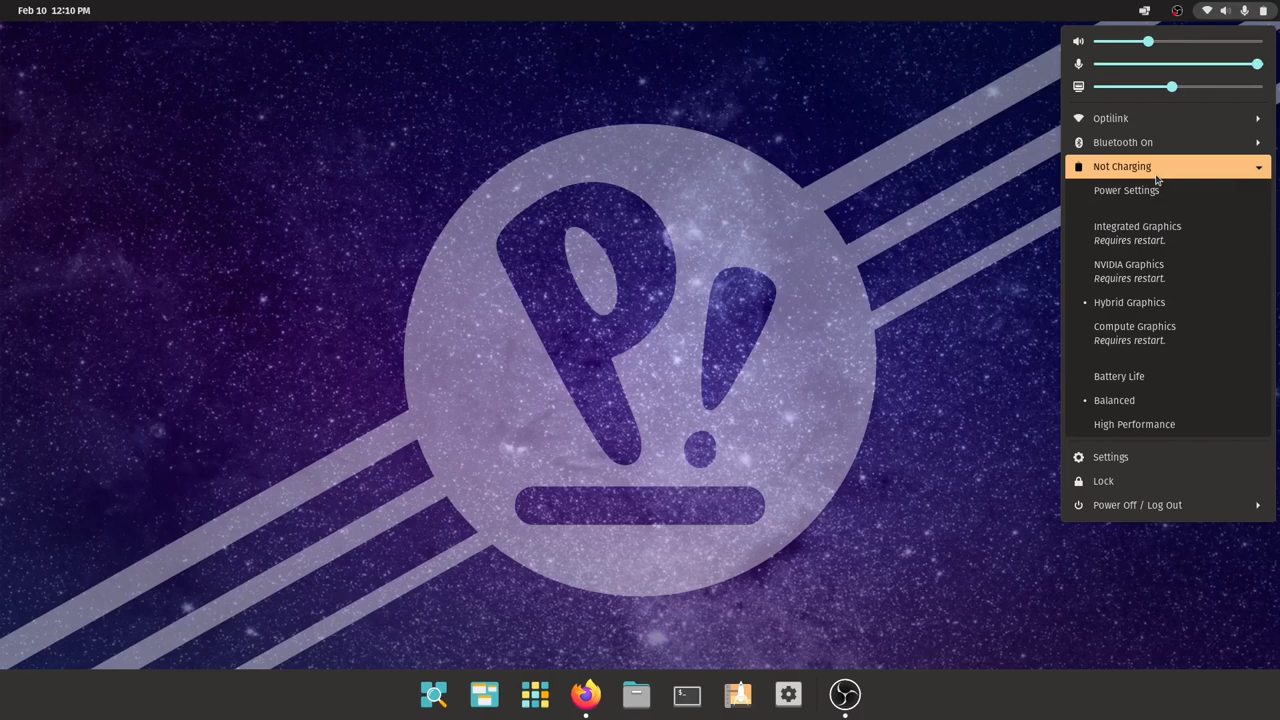 Feb 10 12:10 PM
Optilink
Bluetooth On
Not Charging
Power Settings
Integrated Graphics
Requires restart.
NVIDIA Graphics
Requires restart.
• Hybrid Graphics
Compute Graphics
Requires restart.
Battery Life
• Balanced
High Performance
Settings
Lock
Power Off / Log Out
P!
$_